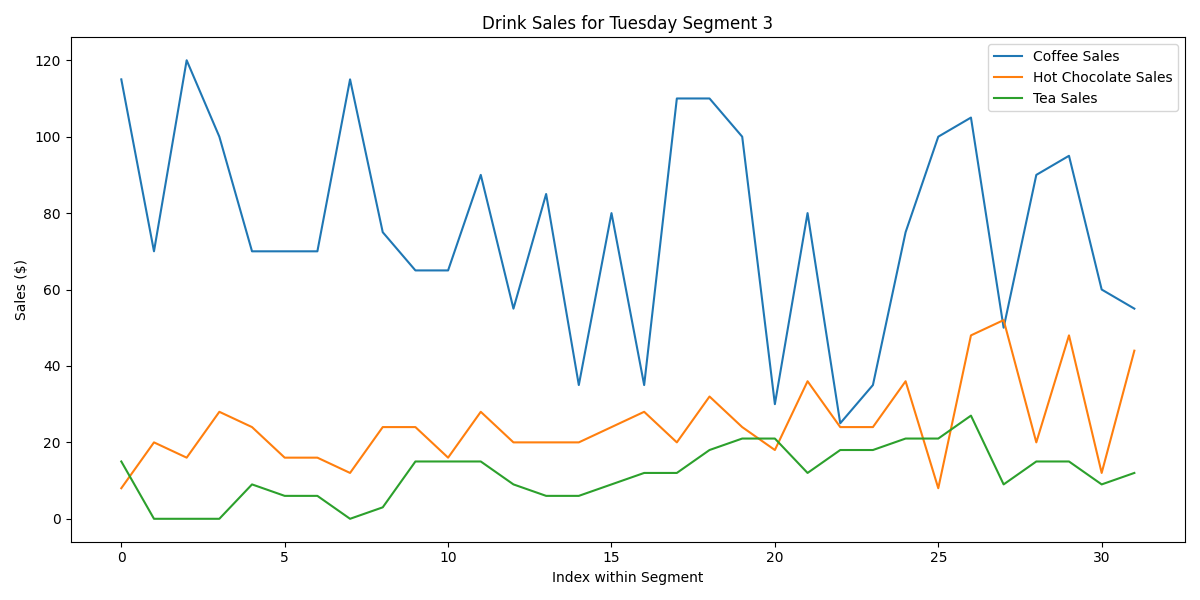 Drink Sales for Tuesday Segment 3
Coffee Sales
Hot Chocolate Sales
Tea Sales
Sales ($)
120
100
80
60
40
20
0
0 5 10 15 20 25 30
Index within Segment